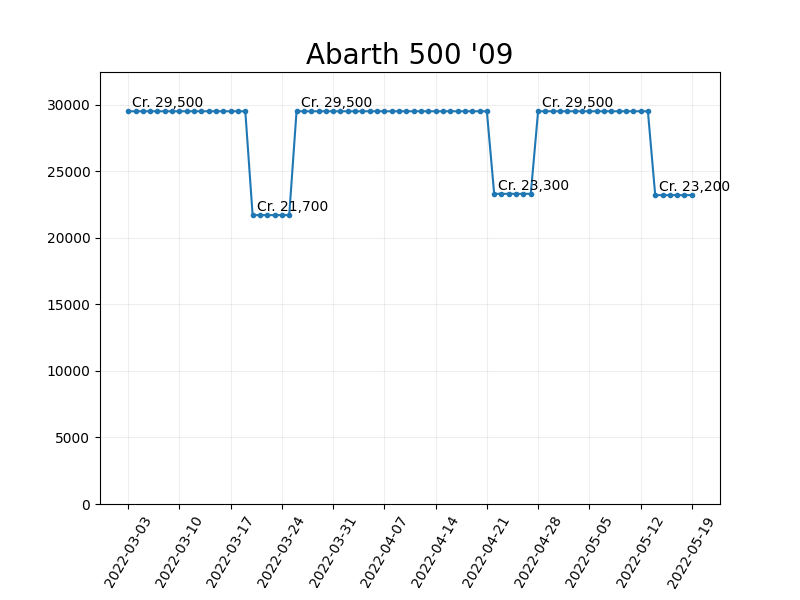 Abarth 500 '09
30000
25000
20000
15000
10000
5000
0
Cr. 29,500
Cr. 21,700
Cr. 29,500
Cr. 23,300
Cr. 29,500
Cr. 23,200
2022-03-03
2022-03-10
2022-03-17
2022-03-24
2022-03-31
2022-04-07
2022-04-14
2022-04-21
2022-04-28
2022-05-05
2022-05-12
2022-05-19